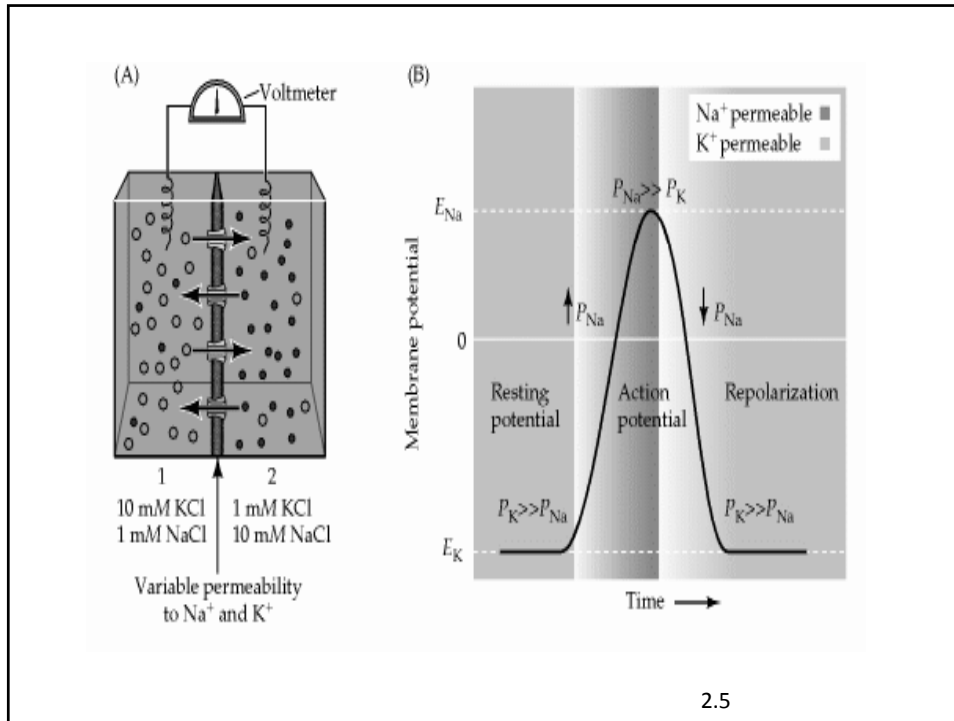 (A)
Voltmeter
1
2
10 mM KCl
1 mM KCl
1 mM NaCl
10 mM NaCl
Variable permeability
to Na⁺ and K⁺
(B)
Na⁺ permeable
K⁺ permeable
Membrane potential
E_Na
0
E_K
P_Na>> P_K
↑ P_Na
↓ P_Na
Resting
potential
Action
potential
Repolarization
P_K>>P_Na
P_K>>P_Na
Time →
2.5